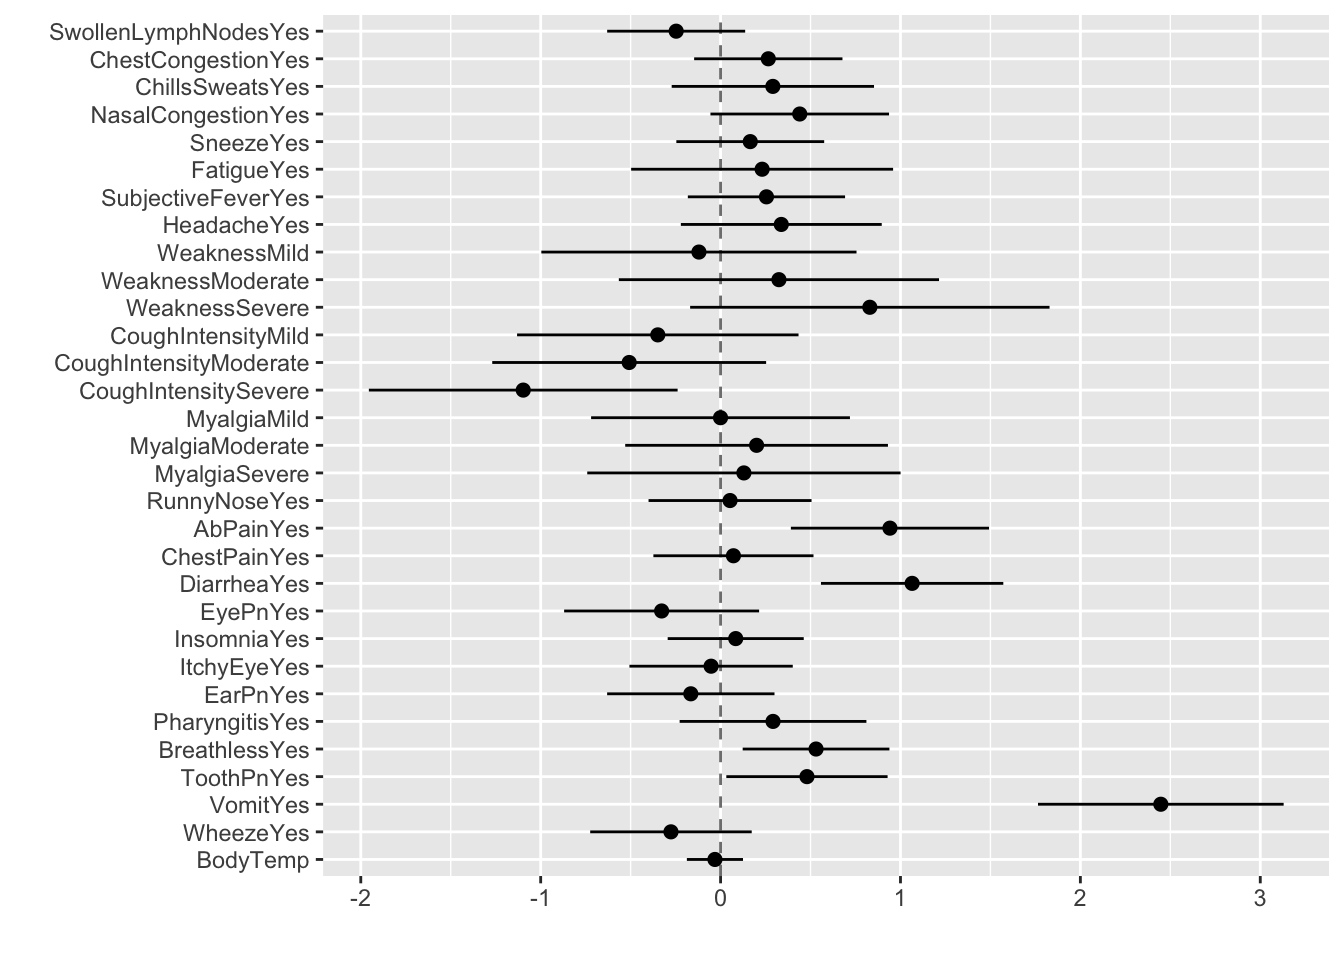 SwollenLymphNodesYes
ChestCongestionYes
ChillsSweatsYes
NasalCongestionYes
SneezeYes
FatigueYes
SubjectiveFeverYes
HeadacheYes
WeaknessMild
WeaknessModerate
WeaknessSevere
CoughIntensityMild
CoughIntensityModerate
CoughIntensitySevere
MyalgiaMild
MyalgiaModerate
MyalgiaSevere
RunnyNoseYes
AbPainYes
ChestPainYes
DiarrheaYes
EyePnYes
InsomniaYes
ItchyEyeYes
EarPnYes
PharyngitisYes
BreathlessYes
ToothPnYes
VomitYes
WheezeYes
BodyTemp
-2 -1 0 1 2 3